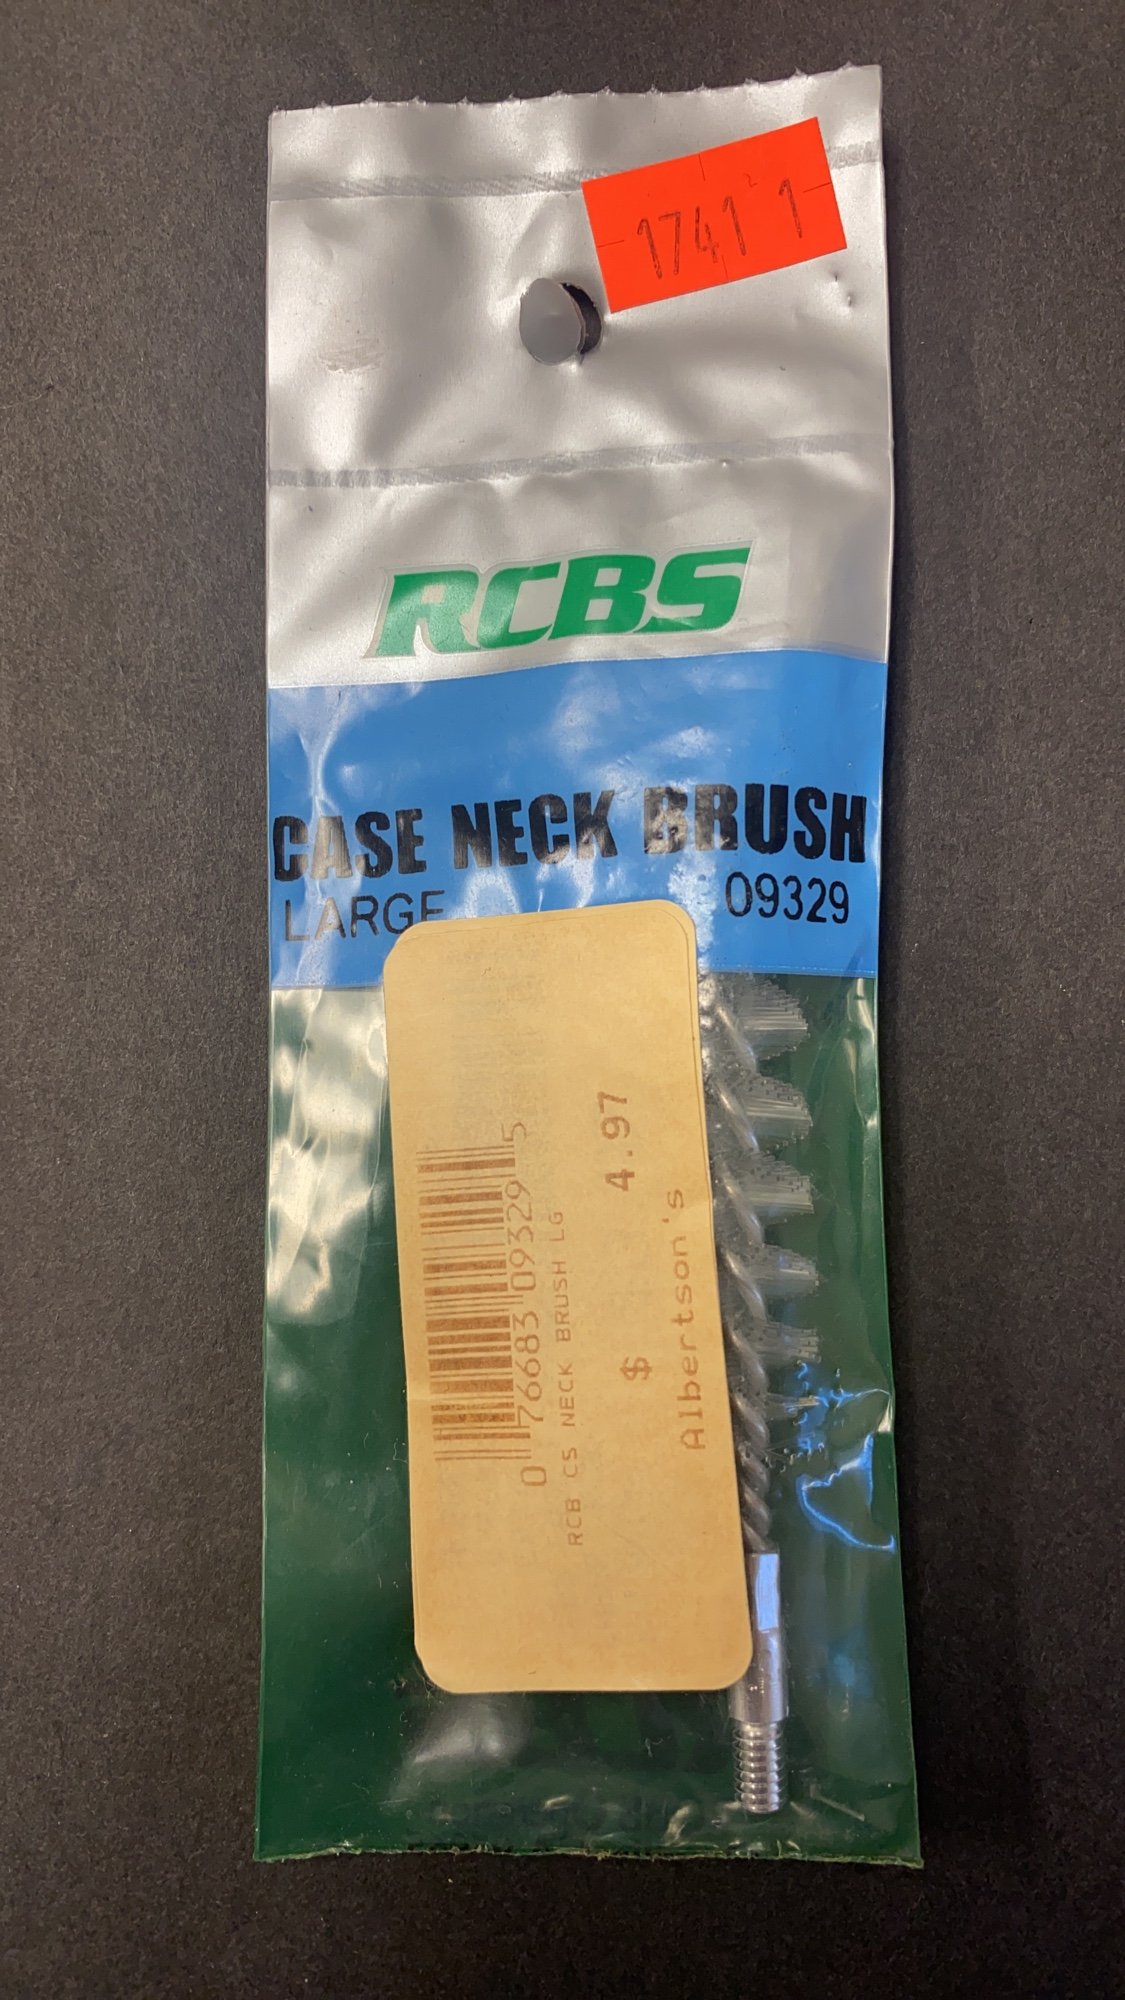 1741 1
RCBS
CASE NECK BRUSH
LARGE 09329
0 76683 09329 5
RCB CS NECK BRUSH LG
$ 4.97
Albertson's